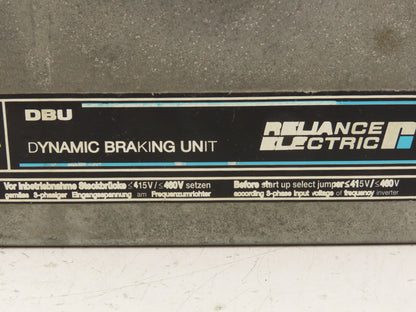 DBU
DYNAMIC BRAKING UNIT
RELIANCE
ELECTRIC
Vor Inbetriebnahme Steckbrücke ≤415V/≤460V setzen
gemäss 3-phasiger Eingangsspannung am Frequenzumrichter
Before start up select jumper ≤415V/≤460V
according 3-phase input voltage of frequency inverter